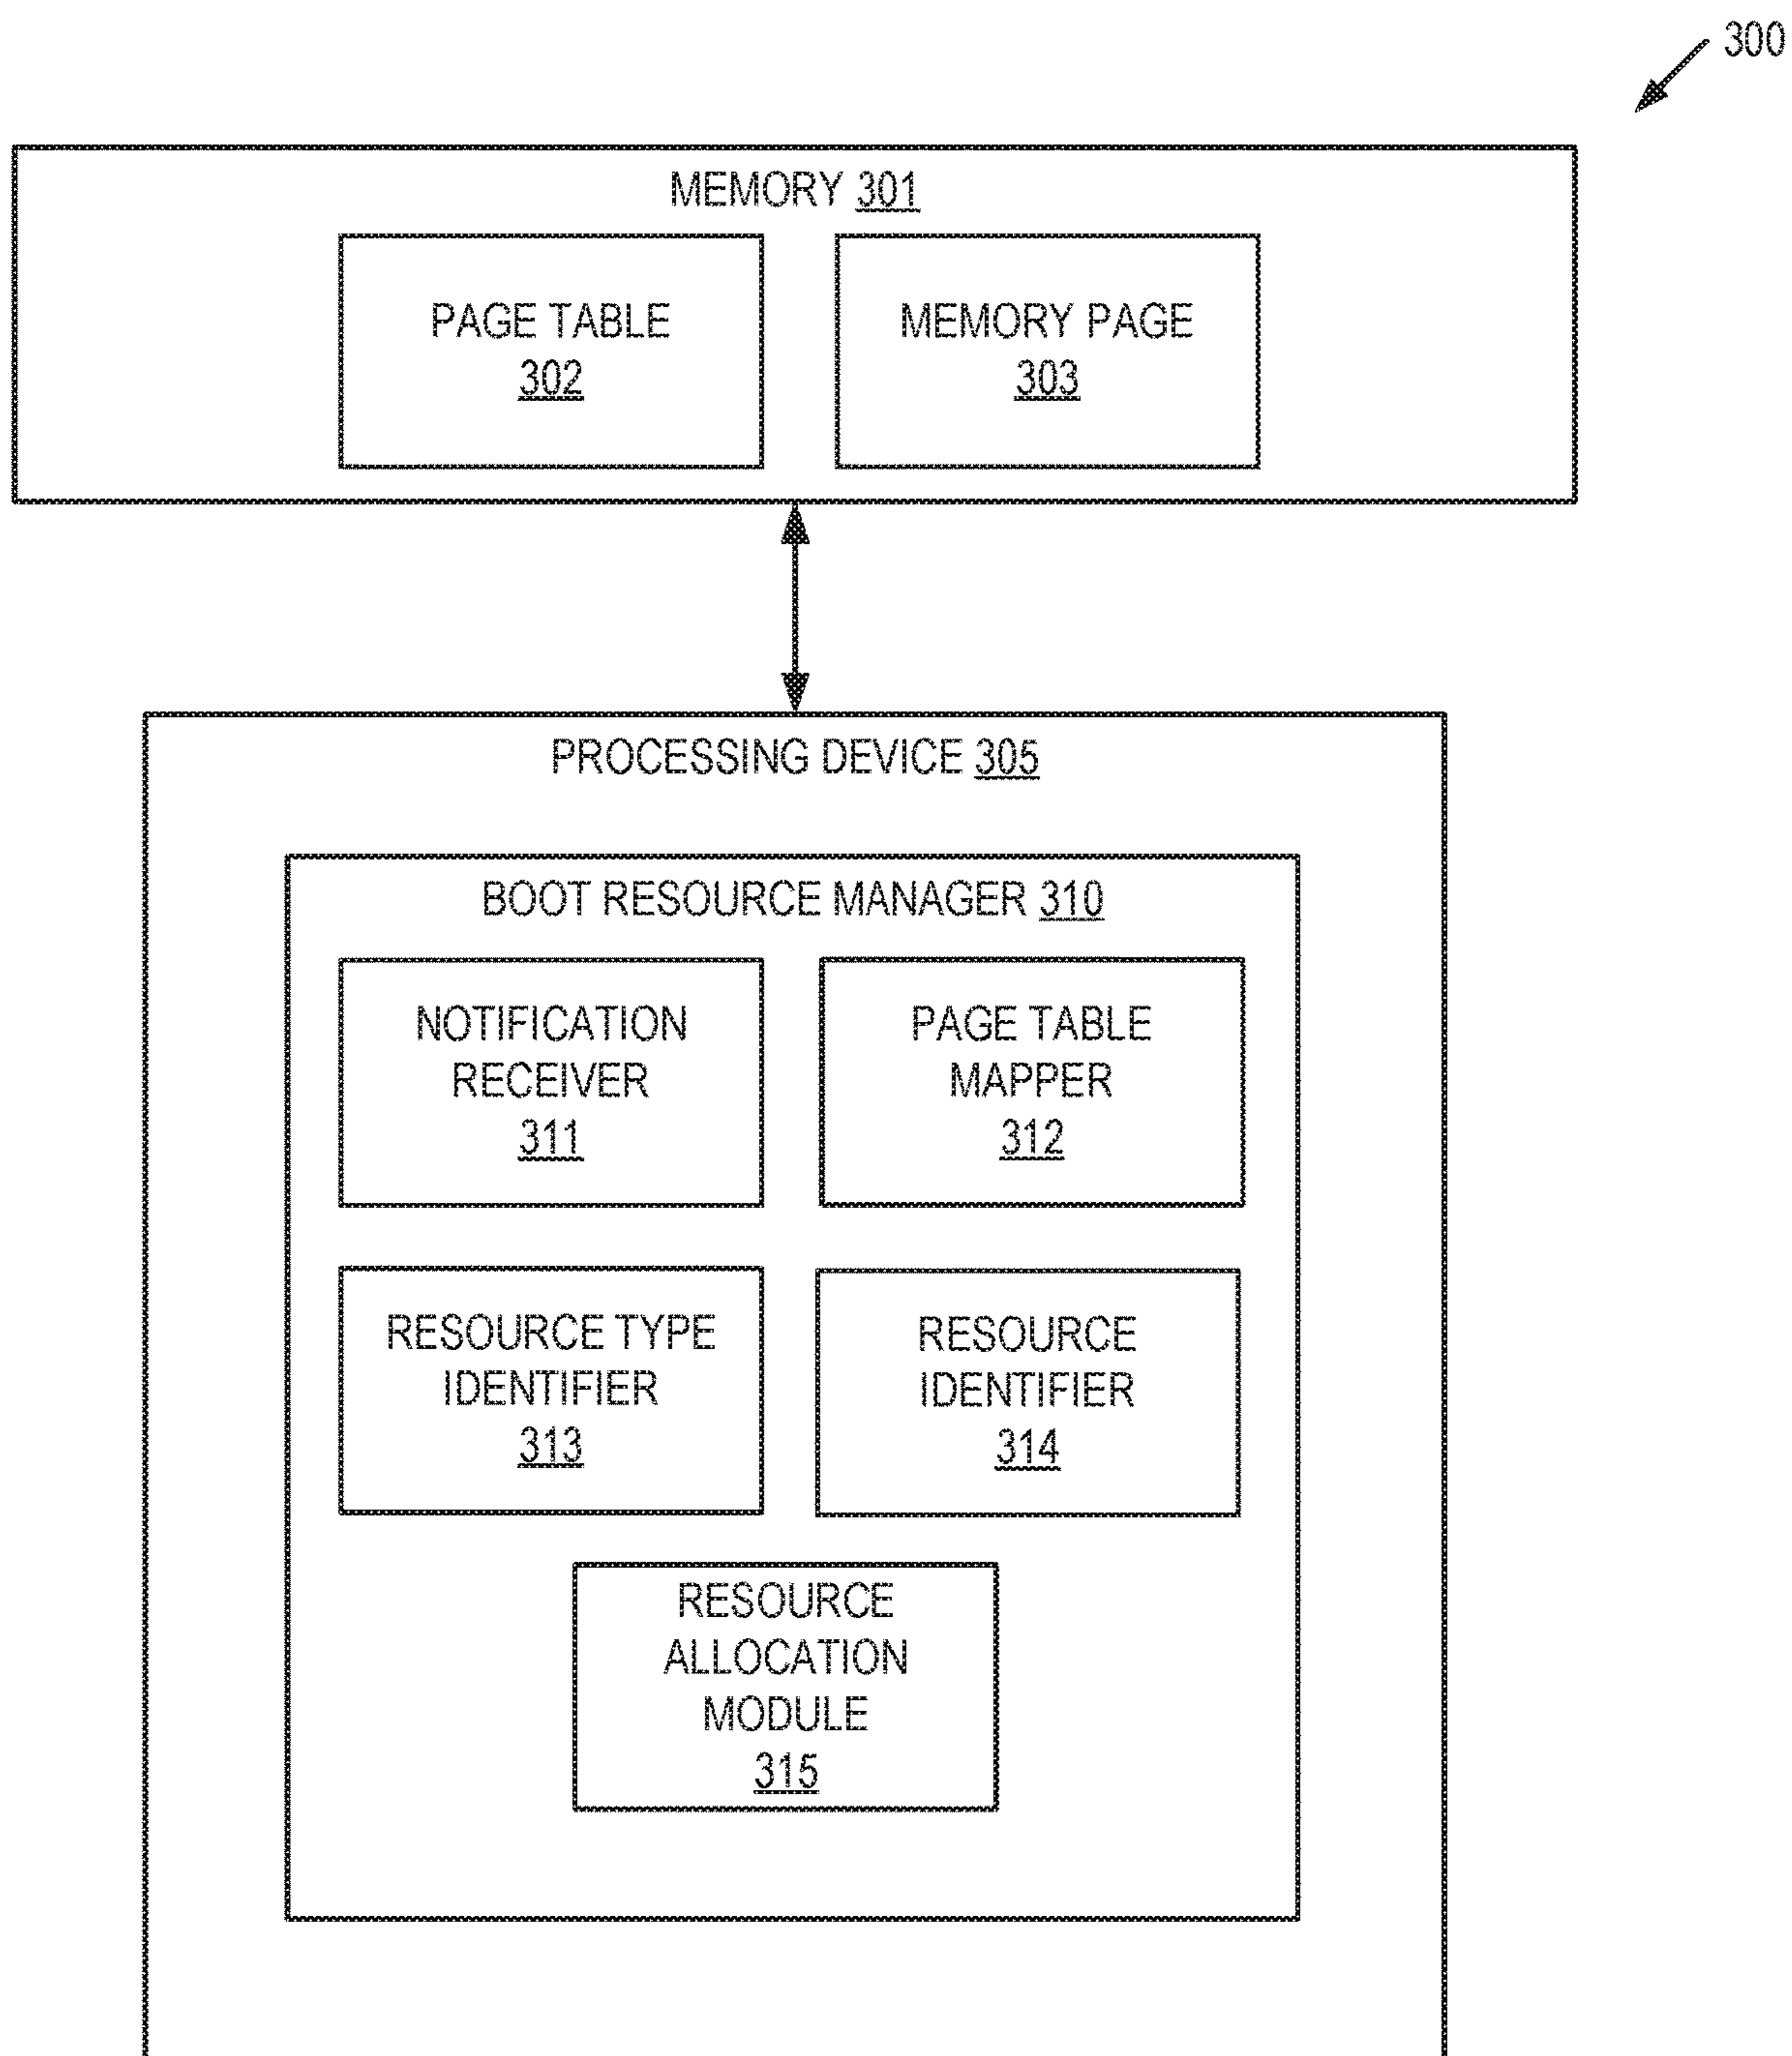 300
MEMORY 301
PAGE TABLE
302
MEMORY PAGE
303
PROCESSING DEVICE 305
BOOT RESOURCE MANAGER 310
NOTIFICATION
RECEIVER
311
PAGE TABLE
MAPPER
312
RESOURCE TYPE
IDENTIFIER
313
RESOURCE
IDENTIFIER
314
RESOURCE
ALLOCATION
MODULE
315